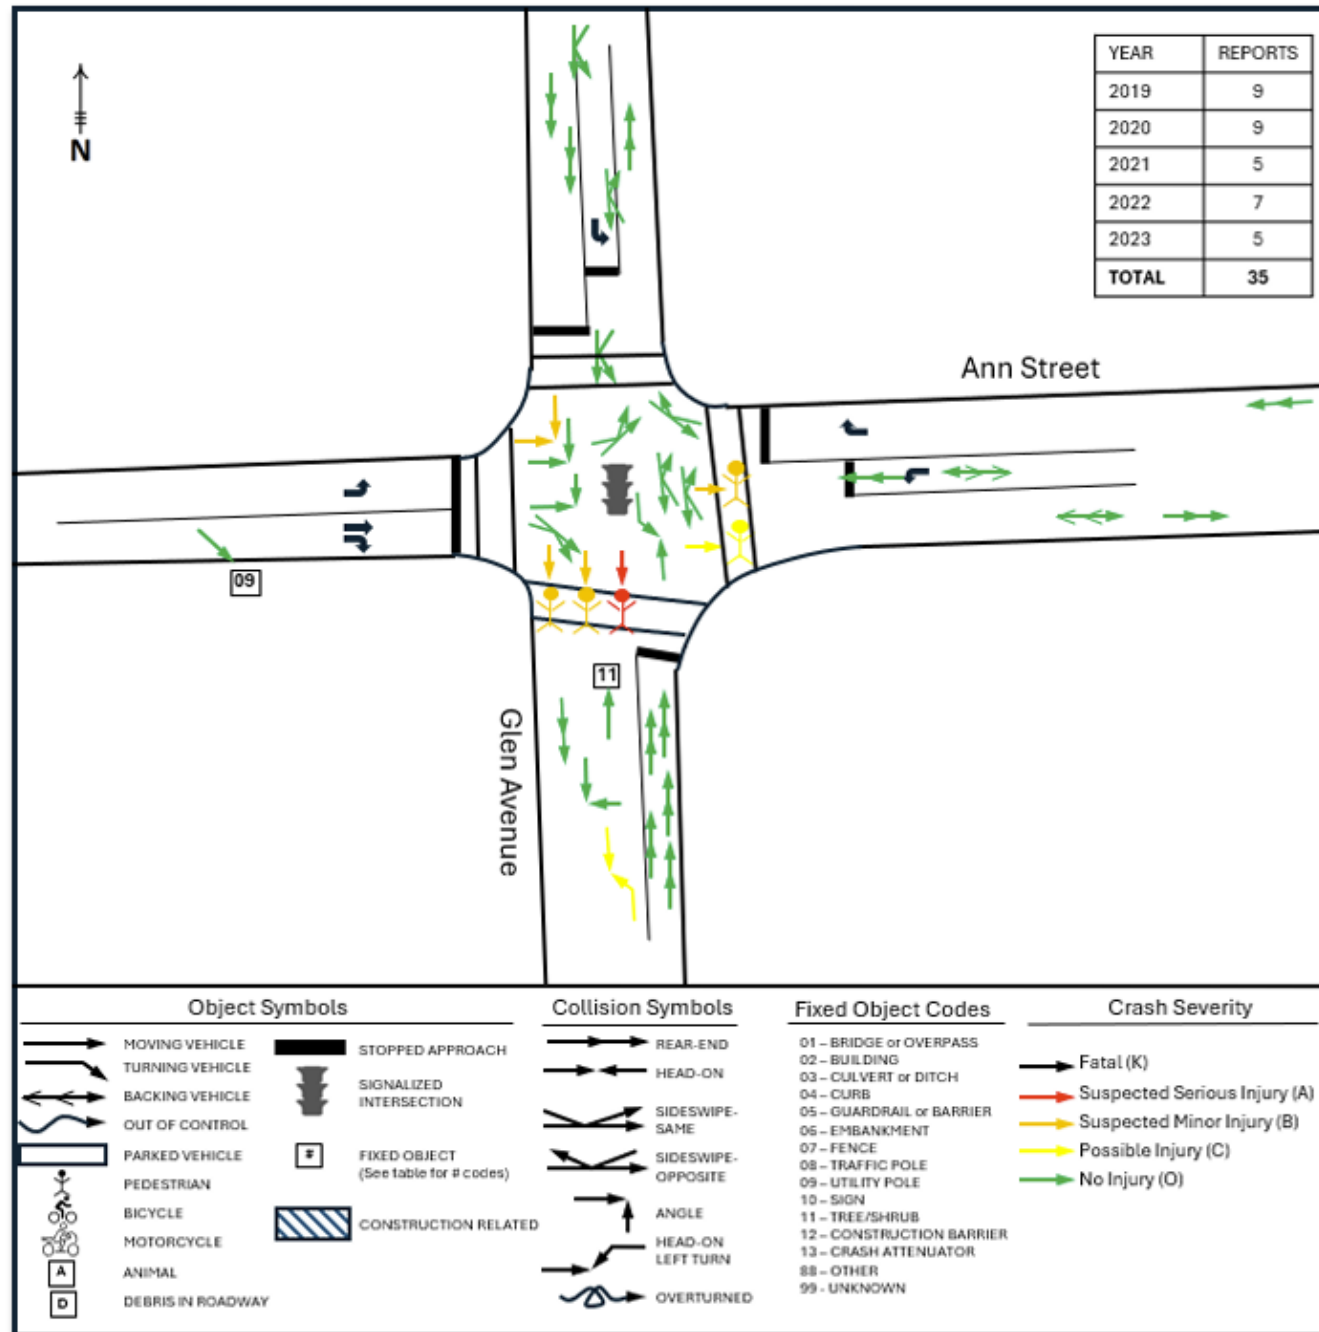 N
YEAR REPORTS
2019 9
2020 9
2021 5
2022 7
2023 5
TOTAL 35
Ann Street
09
11
Glen Avenue
Object Symbols
MOVING VEHICLE
TURNING VEHICLE
BACKING VEHICLE
OUT OF CONTROL
PARKED VEHICLE
PEDESTRIAN
BICYCLE
MOTORCYCLE
A ANIMAL
D DEBRIS IN ROADWAY
STOPPED APPROACH
SIGNALIZED
INTERSECTION
# FIXED OBJECT
(See table for # codes)
CONSTRUCTION RELATED
Collision Symbols
REAR-END
HEAD-ON
SIDESWIPE-
SAME
SIDESWIPE-
OPPOSITE
ANGLE
HEAD-ON
LEFT TURN
OVERTURNED
Fixed Object Codes
01 – BRIDGE or OVERPASS
02 – BUILDING
03 – CULVERT or DITCH
04 – CURB
05 – GUARDRAIL or BARRIER
06 – EMBANKMENT
07 – FENCE
08 – TRAFFIC POLE
09 – UTILITY POLE
10 – SIGN
11 – TREE/SHRUB
12 – CONSTRUCTION BARRIER
13 – CRASH ATTENUATOR
88 – OTHER
99 - UNKNOWN
Crash Severity
Fatal (K)
Suspected Serious Injury (A)
Suspected Minor Injury (B)
Possible Injury (C)
No Injury (O)